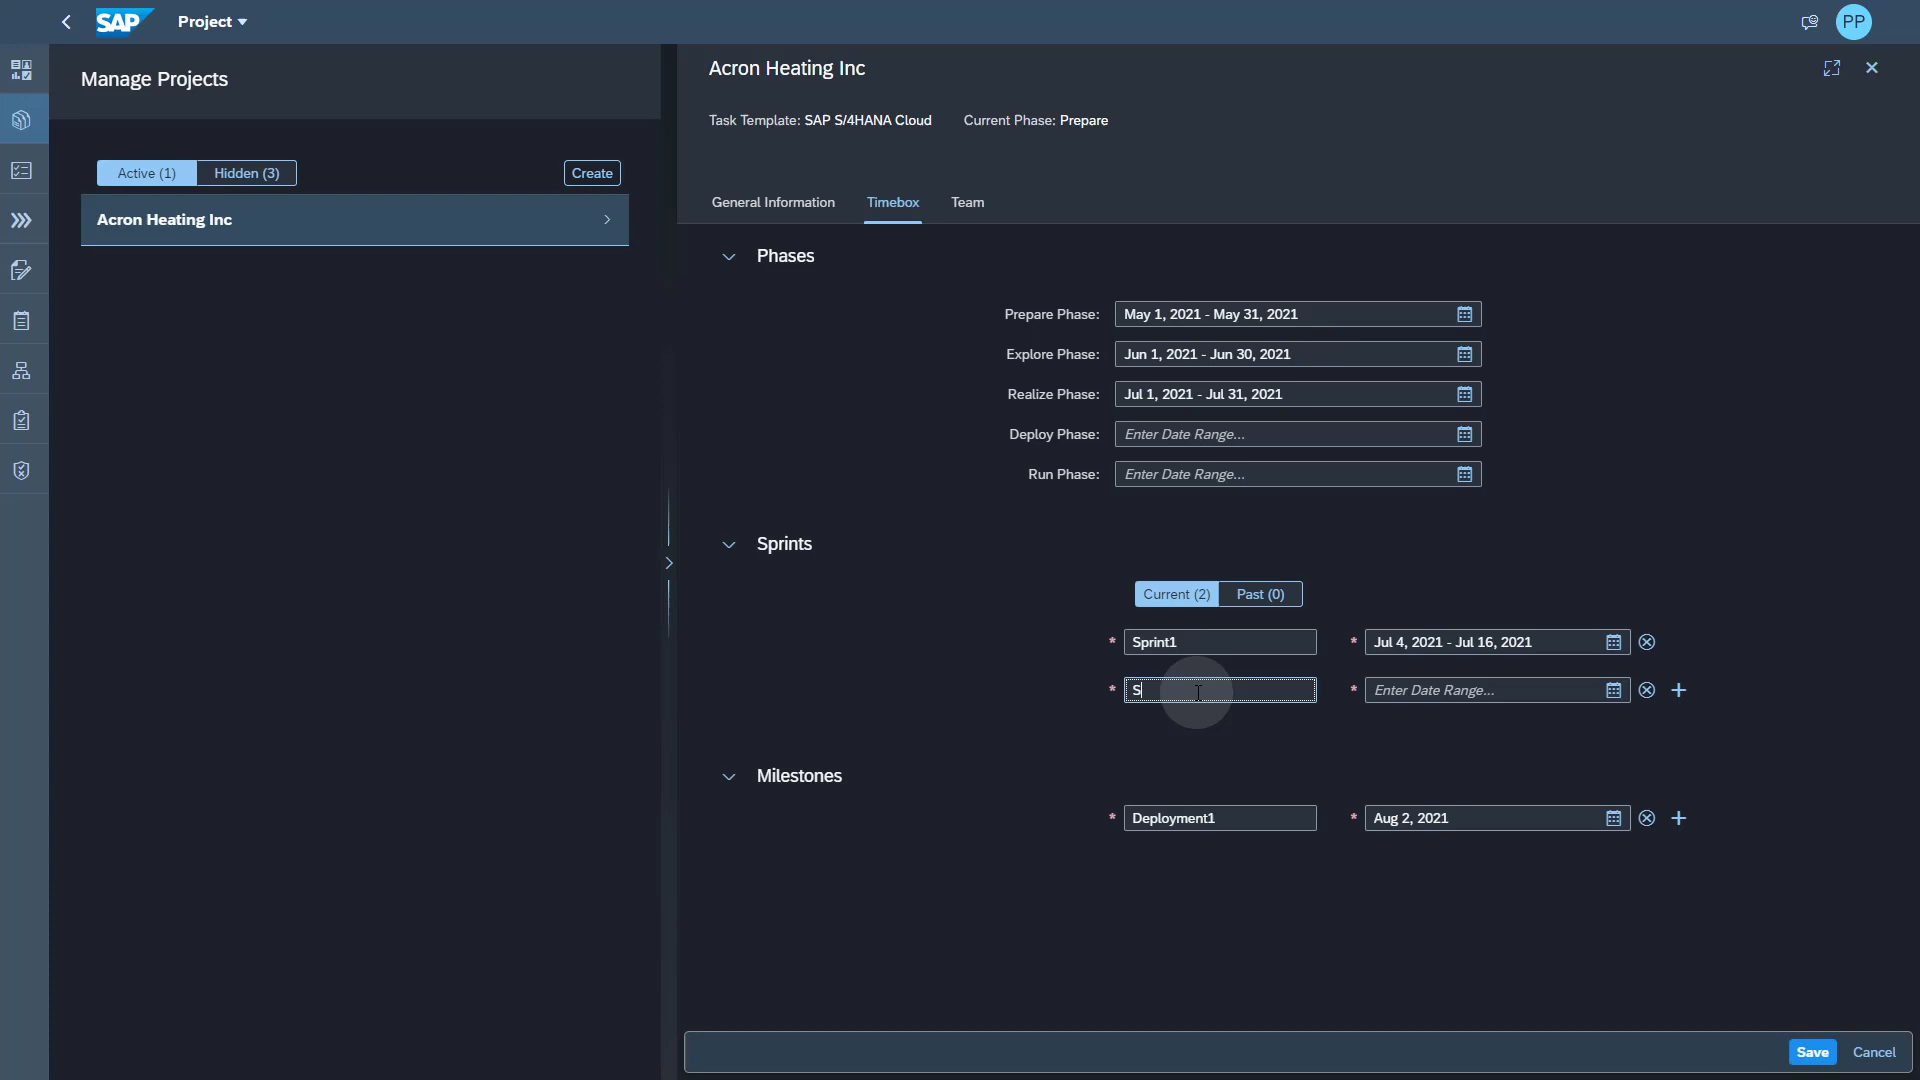 SAP Project
PP
Manage Projects
Active (1) Hidden (3) Create
Acron Heating Inc
Acron Heating Inc
Task Template: SAP S/4HANA Cloud Current Phase: Prepare
General Information Timebox Team
Phases
Prepare Phase: May 1, 2021 - May 31, 2021
Explore Phase: Jun 1, 2021 - Jun 30, 2021
Realize Phase: Jul 1, 2021 - Jul 31, 2021
Deploy Phase: Enter Date Range...
Run Phase: Enter Date Range...
Sprints
Current (2) Past (0)
* Sprint1 * Jul 4, 2021 - Jul 16, 2021
* S * Enter Date Range...
Milestones
* Deployment1 * Aug 2, 2021
Save Cancel